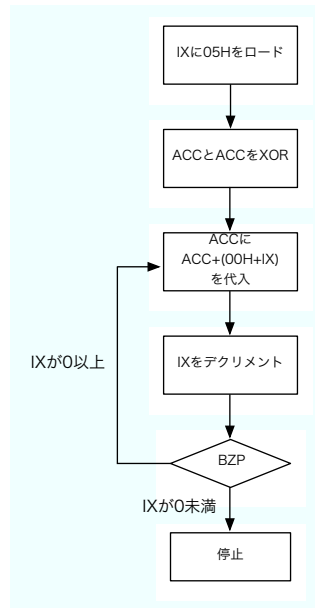 IXに05Hをロード
ACCとACCをXOR
ACCに
ACC+(00H+IX)
を代入
IXをデクリメント
IXが0以上
BZP
IXが0未満
停止